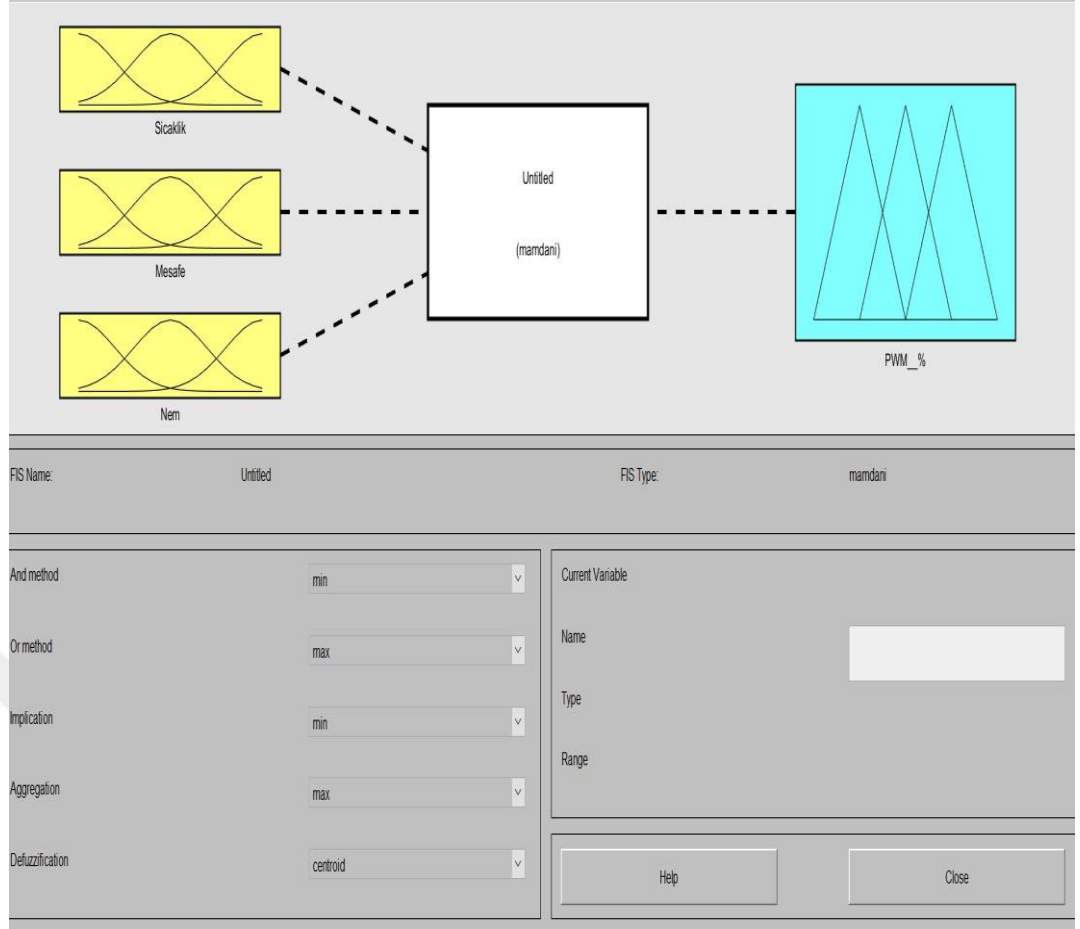 Sicaklik
Mesafe
Nem
Untitled
(mamdani)
PWM__%
FIS Name: Untitled FIS Type: mamdani
And method min
Or method max
Implication min
Aggregation max
Defuzzification centroid
Current Variable
Name
Type
Range
Help Close